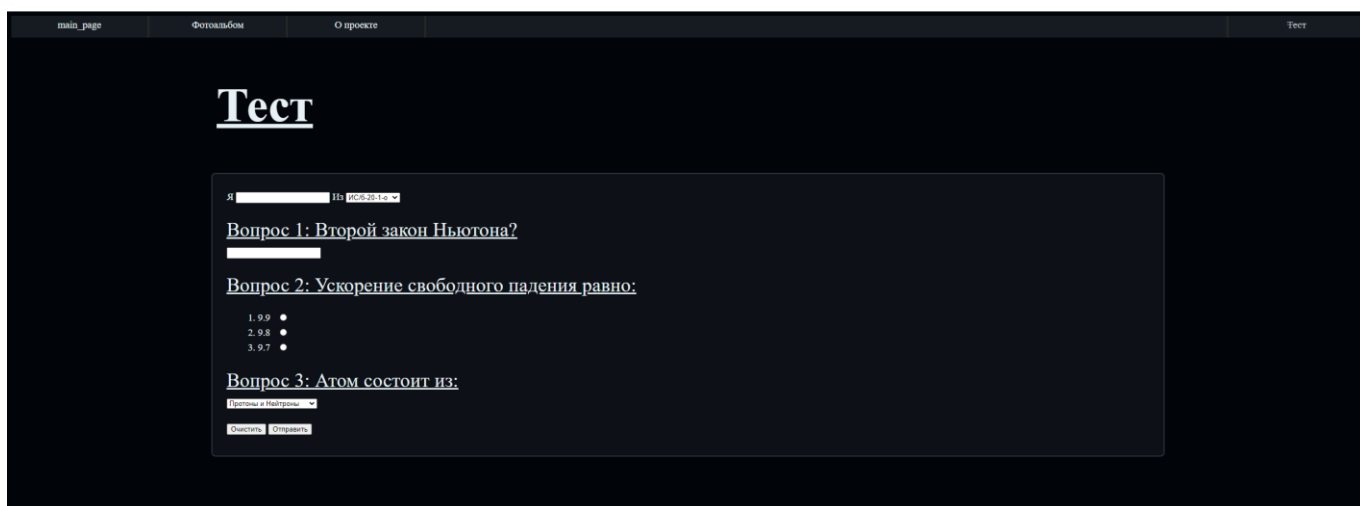 main_page Фотоальбом О проекте Тест
Тест
Я Из ИС/б-20-1-о
Вопрос 1: Второй закон Ньютона?
Вопрос 2: Ускорение свободного падения равно:
1. 9.9
2. 9.8
3. 9.7
Вопрос 3: Атом состоит из:
Протоны и Нейтроны
Очистить Отправить